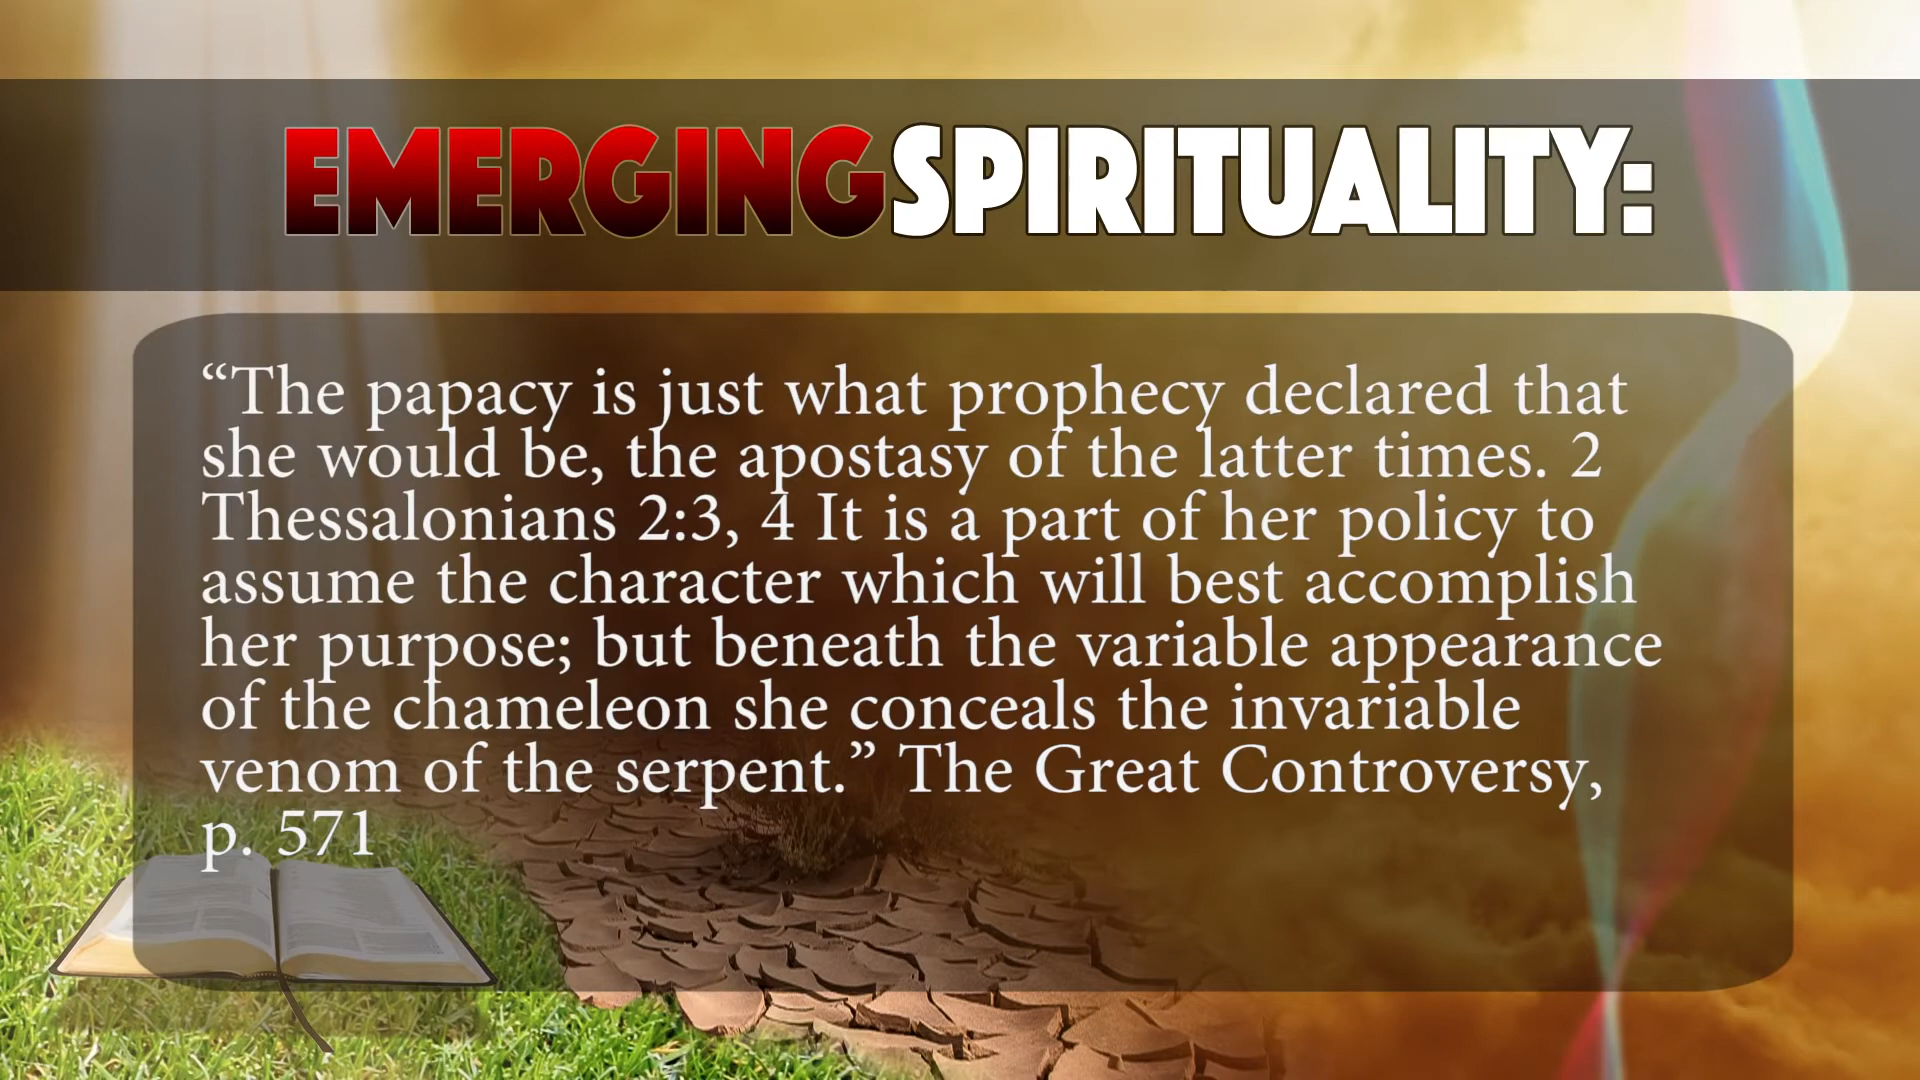 EMERGING SPIRITUALITY:
“The papacy is just what prophecy declared that
she would be, the apostasy of the latter times. 2
Thessalonians 2:3, 4 It is a part of her policy to
assume the character which will best accomplish
her purpose; but beneath the variable appearance
of the chameleon she conceals the invariable
venom of the serpent.” The Great Controversy,
p. 571